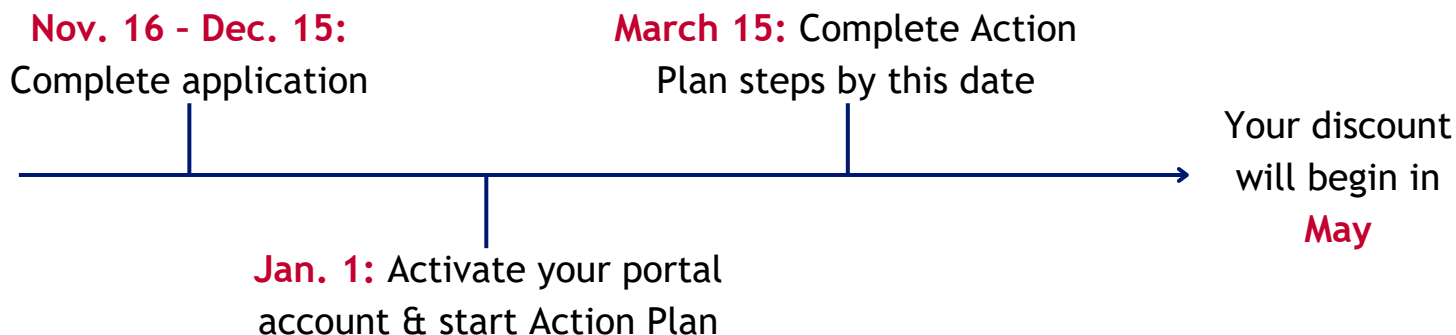 Nov. 16 – Dec. 15:
Complete application
March 15: Complete Action
Plan steps by this date
Your discount
will begin in
May
Jan. 1: Activate your portal
account & start Action Plan